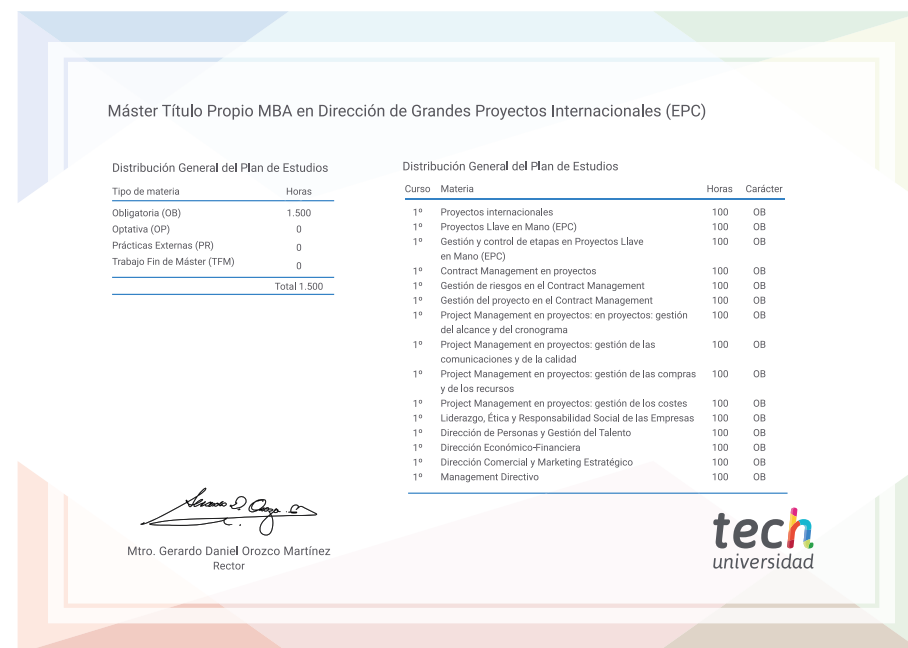 Máster Título Propio MBA en Dirección de Grandes Proyectos Internacionales (EPC)
Distribución General del Plan de Estudios
Tipo de materia Horas
Obligatoria (OB) 1.500
Optativa (OP) 0
Prácticas Externas (PR) 0
Trabajo Fin de Máster (TFM) 0
Total 1.500
Distribución General del Plan de Estudios
Curso Materia Horas Carácter
1º Proyectos internacionales 100 OB
1º Proyectos Llave en Mano (EPC) 100 OB
1º Gestión y control de etapas en Proyectos Llave 100 OB
en Mano (EPC)
1º Contract Management en proyectos 100 OB
1º Gestión de riesgos en el Contract Management 100 OB
1º Gestión del proyecto en el Contract Management 100 OB
1º Project Management en proyectos: en proyectos: gestión 100 OB
del alcance y del cronograma
1º Project Management en proyectos: gestión de las 100 OB
comunicaciones y de la calidad
1º Project Management en proyectos: gestión de las compras 100 OB
y de los recursos
1º Project Management en proyectos: gestión de los costes 100 OB
1º Liderazgo, Ética y Responsabilidad Social de las Empresas 100 OB
1º Dirección de Personas y Gestión del Talento 100 OB
1º Dirección Económico-Financiera 100 OB
1º Dirección Comercial y Marketing Estratégico 100 OB
1º Management Directivo 100 OB
Mtro. Gerardo Daniel Orozco Martínez
Rector
tech
universidad